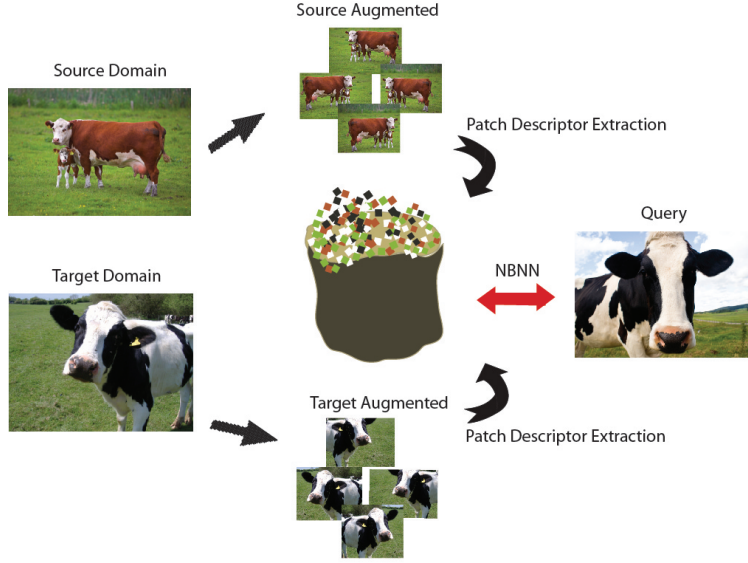 Source Augmented
Source Domain
Patch Descriptor Extraction
Query
Target Domain
NBNN
Target Augmented
Patch Descriptor Extraction